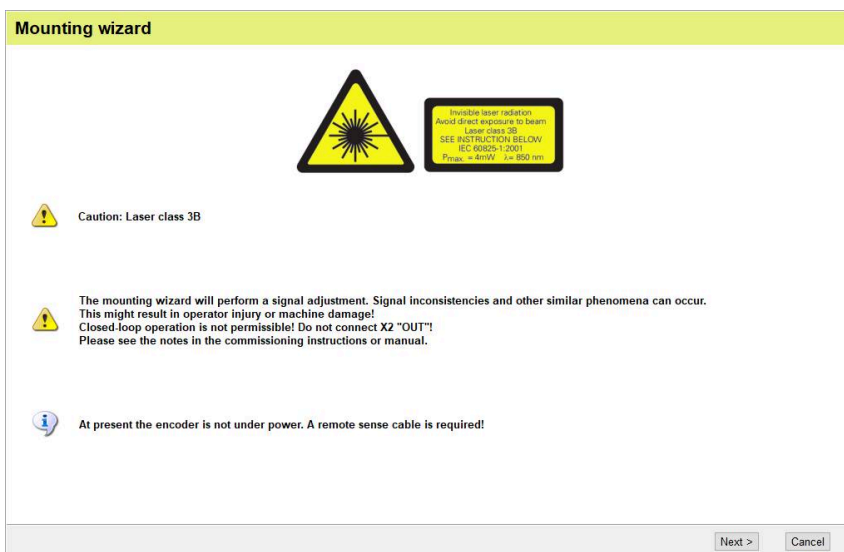 Mounting wizard
Invisible laser radiation
Avoid direct exposure to beam
Laser class 3B
SEE INSTRUCTION BELOW
IEC 60825-1:2001
Pmax. = 4mW λ= 850 nm
Caution: Laser class 3B
The mounting wizard will perform a signal adjustment. Signal inconsistencies and other similar phenomena can occur.
This might result in operator injury or machine damage!
Closed-loop operation is not permissible! Do not connect X2 "OUT"!
Please see the notes in the commissioning instructions or manual.
At present the encoder is not under power. A remote sense cable is required!
Next >
Cancel